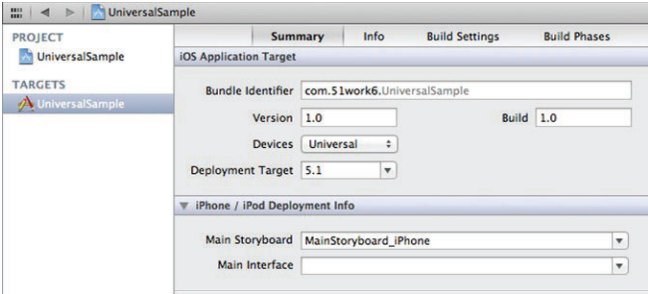 UniversalSample
PROJECT
UniversalSample
TARGETS
UniversalSample
Summary Info Build Settings Build Phases
iOS Application Target
Bundle Identifier com.51work6.UniversalSample
Version 1.0 Build 1.0
Devices Universal
Deployment Target 5.1
iPhone / iPod Deployment Info
Main Storyboard MainStoryboard_iPhone
Main Interface